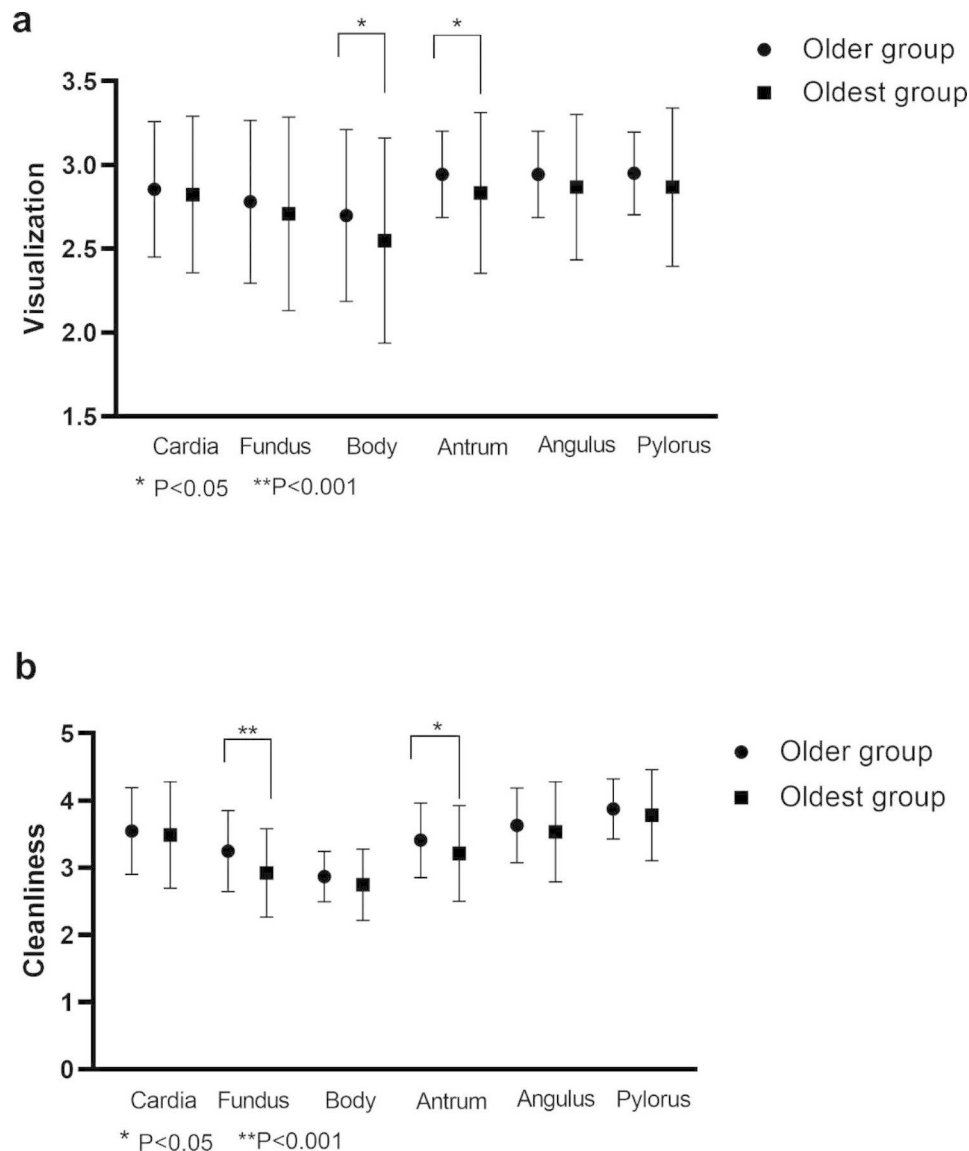 a
* *
Older group
Oldest group
3.5
3.0
2.5
2.0
1.5
Visualization
Cardia Fundus Body Antrum Angulus Pylorus
* P<0.05 **P<0.001
b
** *
Older group
Oldest group
5
4
3
2
1
0
Cleanliness
Cardia Fundus Body Antrum Angulus Pylorus
* P<0.05 **P<0.001